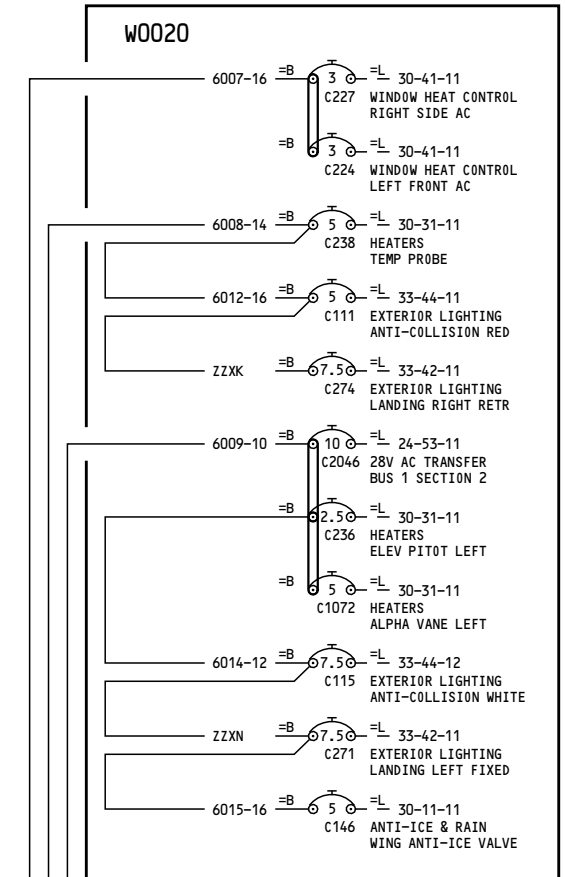 W0020
6007-16 =B 3 =L 30-41-11
C227 WINDOW HEAT CONTROL
RIGHT SIDE AC
=B 3 =L 30-41-11
C224 WINDOW HEAT CONTROL
LEFT FRONT AC
6008-14 =B 5 =L 30-31-11
C238 HEATERS
TEMP PROBE
6012-16 =B 5 =L 33-44-11
C111 EXTERIOR LIGHTING
ANTI-COLLISION RED
ZZXK =B 7.5 =L 33-42-11
C274 EXTERIOR LIGHTING
LANDING RIGHT RETR
6009-10 =B 10 =L 24-53-11
C2046 28V AC TRANSFER
BUS 1 SECTION 2
=B 2.5 =L 30-31-11
C236 HEATERS
ELEV PITOT LEFT
=B 5 =L 30-31-11
C1072 HEATERS
ALPHA VANE LEFT
6014-12 =B 7.5 =L 33-44-12
C115 EXTERIOR LIGHTING
ANTI-COLLISION WHITE
ZZXN =B 7.5 =L 33-42-11
C271 EXTERIOR LIGHTING
LANDING LEFT FIXED
6015-16 =B 5 =L 30-11-11
C146 ANTI-ICE & RAIN
WING ANTI-ICE VALVE